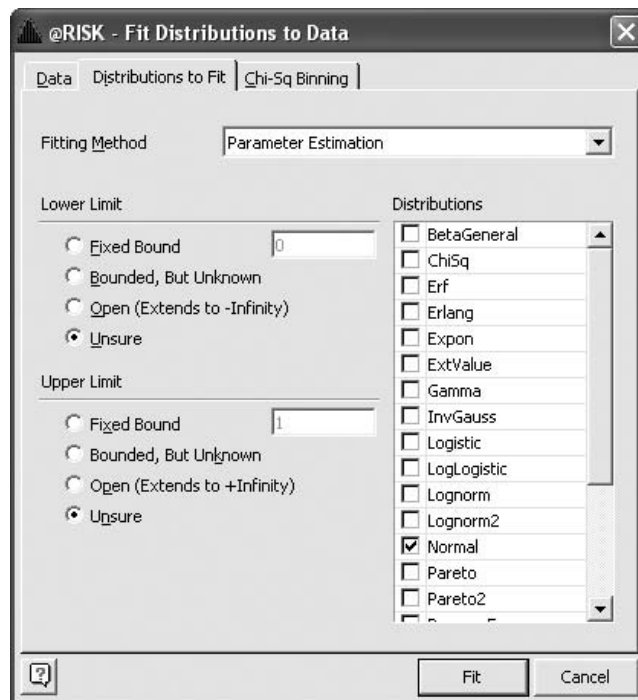 @RISK - Fit Distributions to Data
Data
Distributions to Fit
Chi-Sq Binning
Fitting Method
Parameter Estimation
Lower Limit
Fixed Bound
0
Bounded, But Unknown
Open (Extends to -Infinity)
Unsure
Upper Limit
Fixed Bound
1
Bounded, But Unknown
Open (Extends to +Infinity)
Unsure
Distributions
BetaGeneral
ChiSq
Erf
Erlang
Expon
ExtValue
Gamma
InvGauss
Logistic
LogLogistic
Lognorm
Lognorm2
Normal
Pareto
Pareto2
?
Fit
Cancel